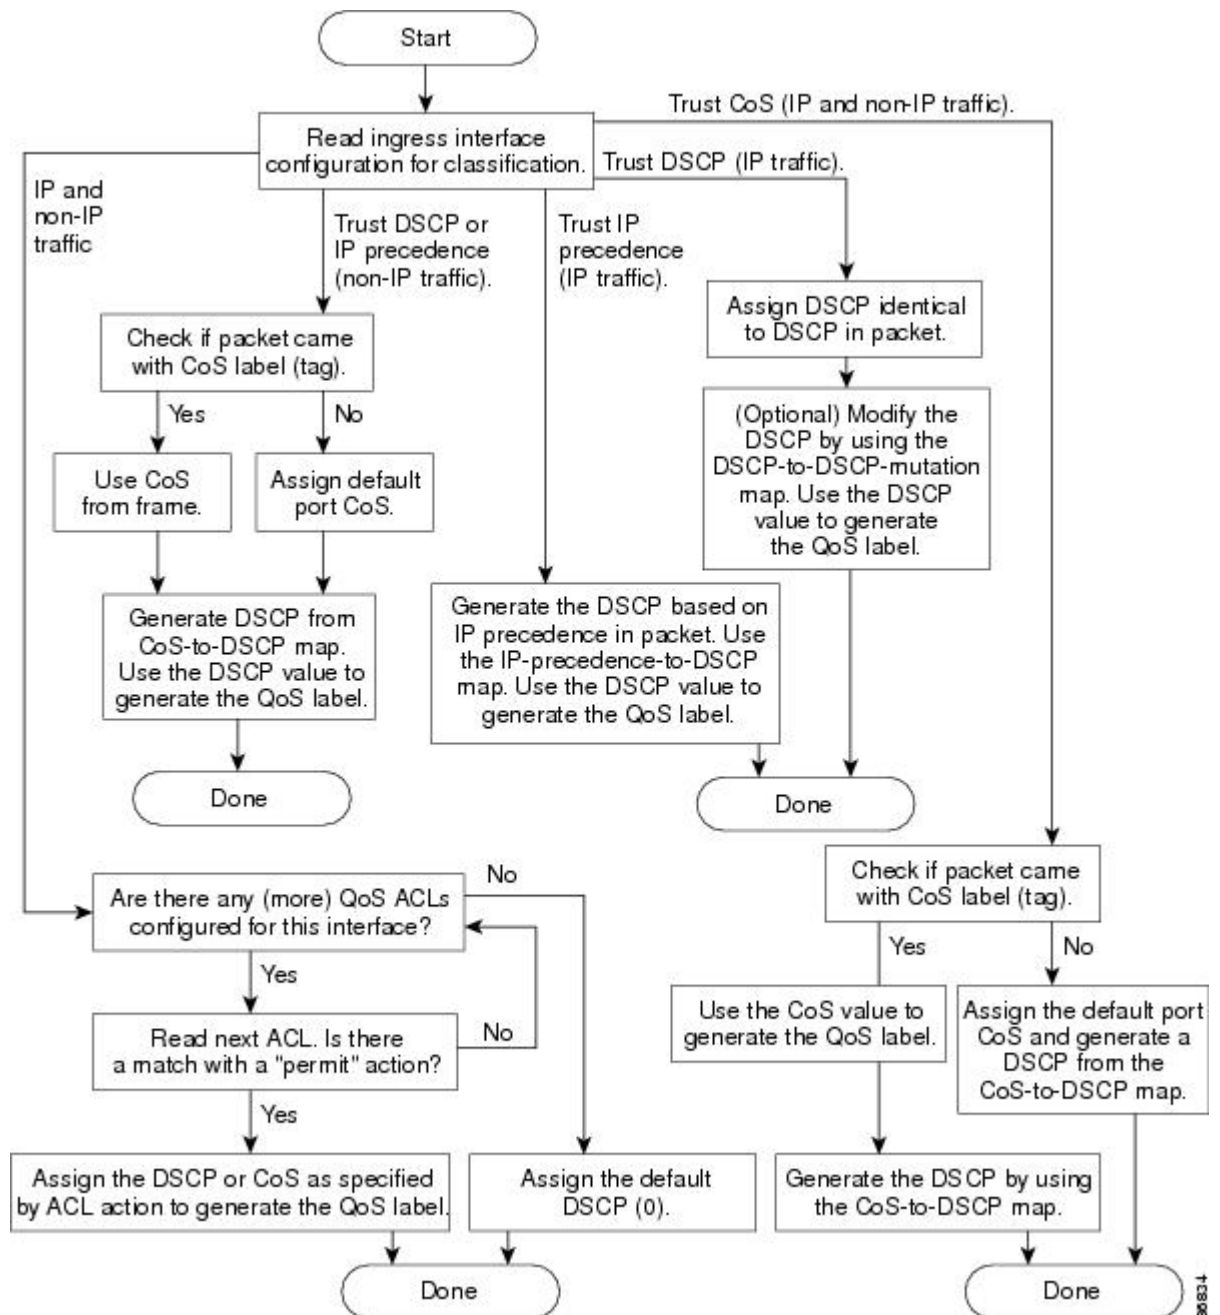 Start
Trust CoS (IP and non-IP traffic).
Read ingress interface
configuration for classification.
Trust DSCP (IP traffic).
IP and
non-IP
traffic
Trust DSCP or
IP precedence
(non-IP traffic).
Trust IP
precedence
(IP traffic).
Assign DSCP identical
to DSCP in packet.
Check if packet came
with CoS label (tag).
Yes
No
(Optional) Modify the
DSCP by using the
DSCP-to-DSCP-mutation
map. Use the DSCP
value to generate
the QoS label.
Use CoS
from frame.
Assign default
port CoS.
Generate DSCP from
CoS-to-DSCP map.
Use the DSCP value to
generate the QoS label.
Generate the DSCP based on
IP precedence in packet. Use
the IP-precedence-to-DSCP
map. Use the DSCP value to
generate the QoS label.
Done
Done
Check if packet came
with CoS label (tag).
Are there any (more) QoS ACLs
configured for this interface?
No
Yes
Yes
No
Read next ACL. Is there
a match with a "permit" action?
No
Use the CoS value to
generate the QoS label.
Assign the default port
CoS and generate a
DSCP from the
CoS-to-DSCP map.
Yes
Assign the DSCP or CoS as specified
by ACL action to generate the QoS label.
Assign the default
DSCP (0).
Generate the DSCP by using
the CoS-to-DSCP map.
Done
Done
86834